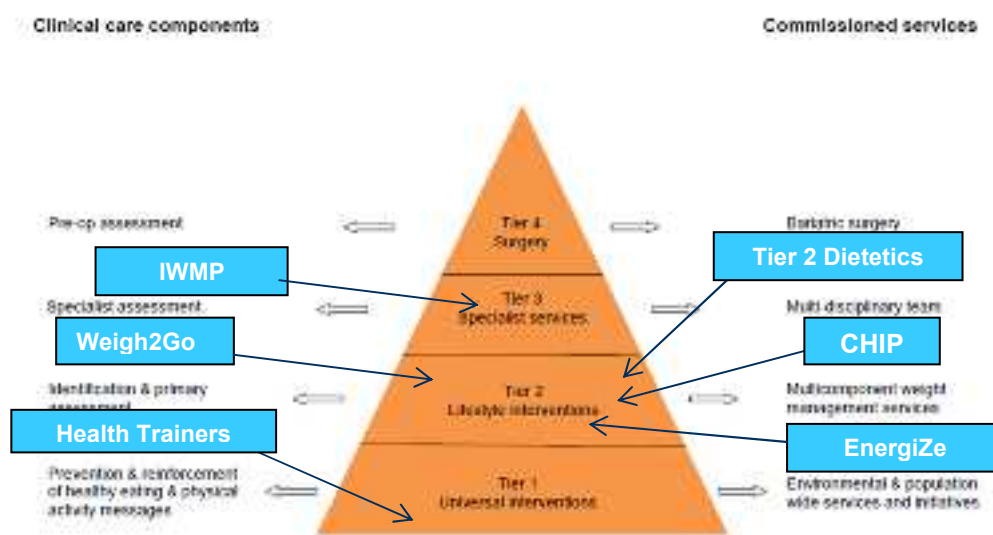 Clinical care components
Commissioned services
Pre-op assessment
Tier 4
Surgery
Bariatric surgery
IWMP
Tier 2 Dietetics
Specialist assessment
Tier 3
Specialist services
Multi-disciplinary team
Weigh2Go
CHIP
Identification & primary
assessment
Tier 2
Lifestyle interventions
Multicomponent weight
management services
Health Trainers
EnergiZe
Prevention & reinforcement
of healthy eating & physical
activity messages
Tier 1
Universal interventions
Environmental & population
wide services and initiatives